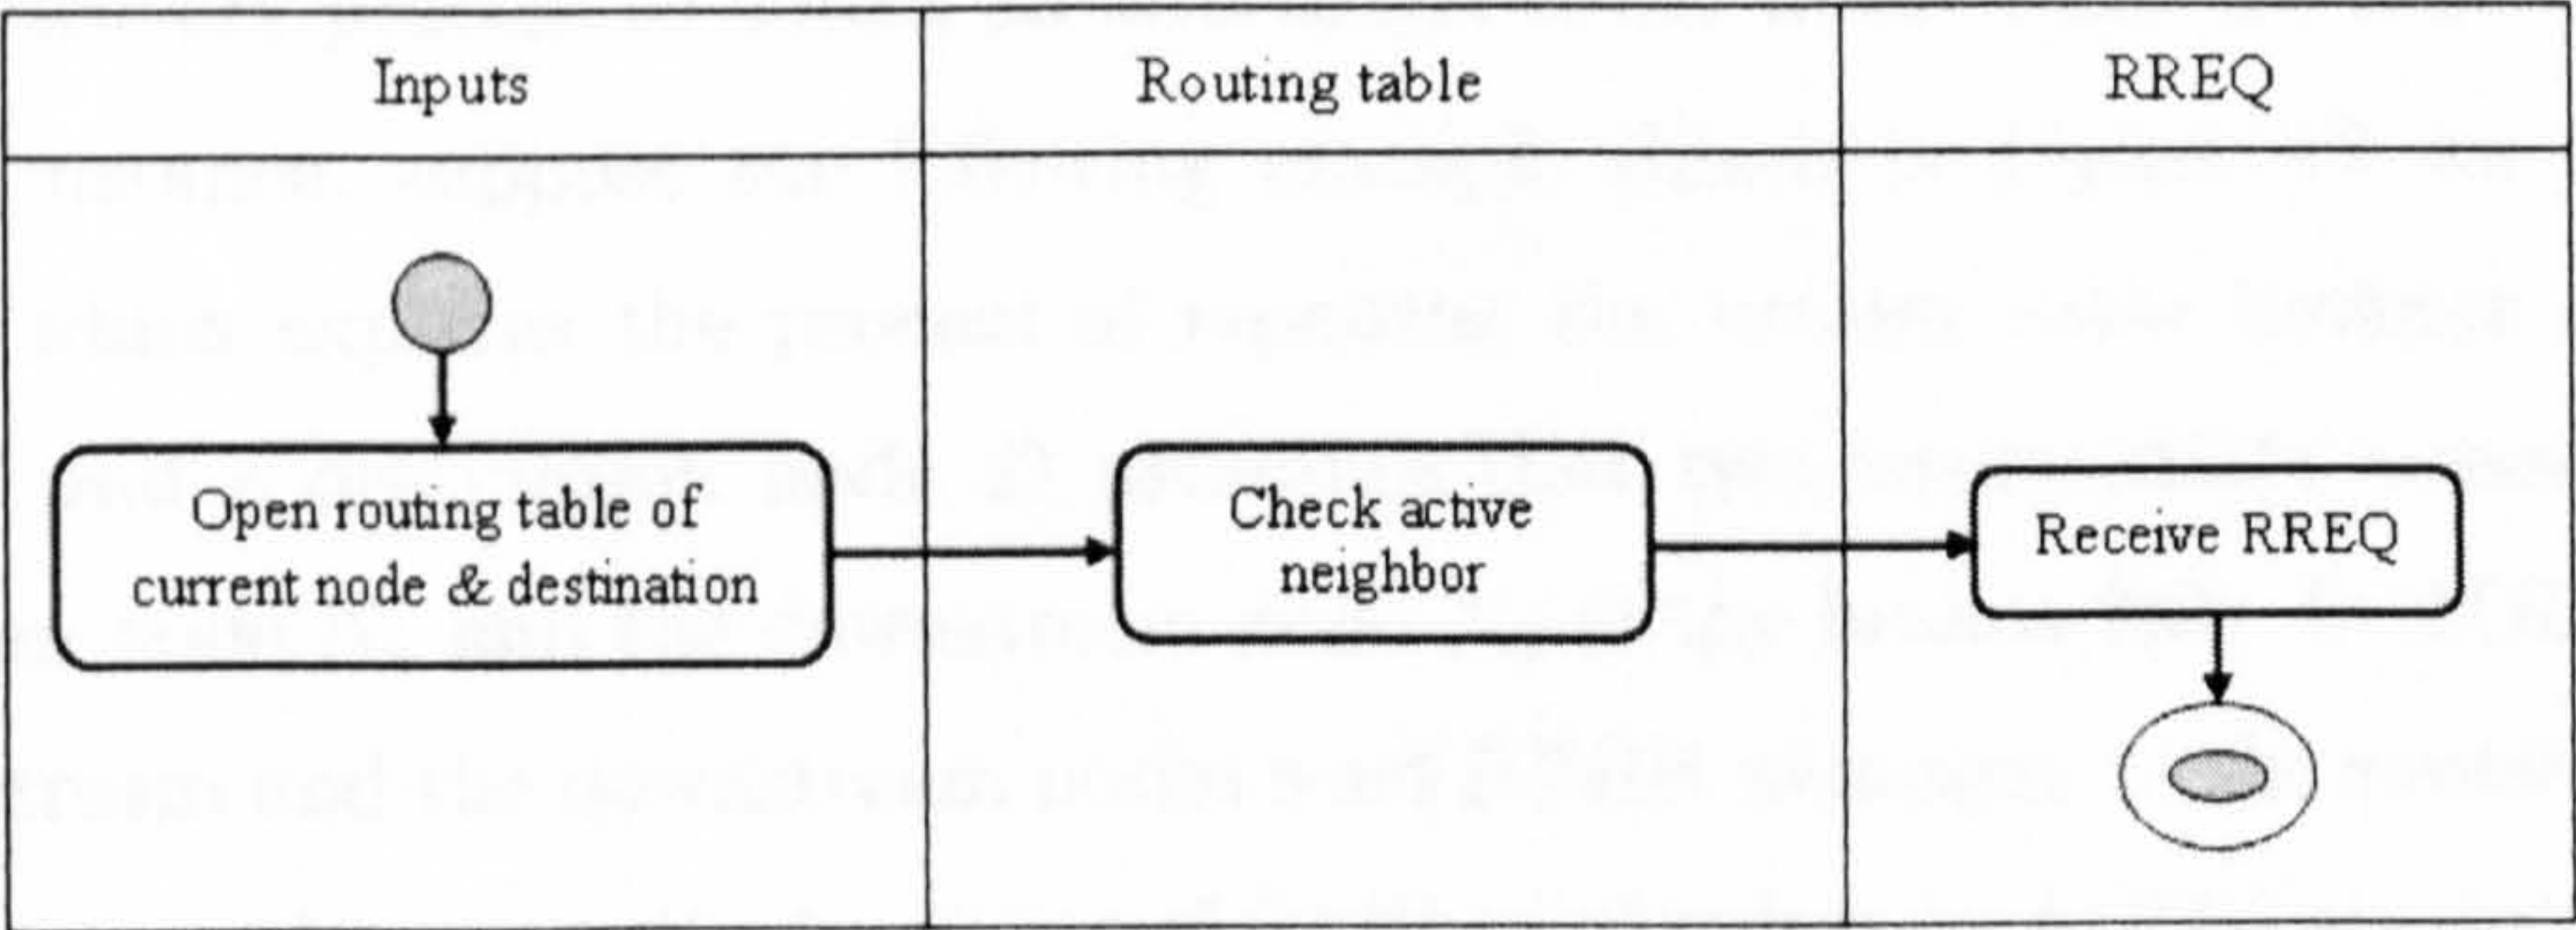 Inputs
Routing table
RREQ
Open routing table of
current node & destination
Check active
neighbor
Receive RREQ